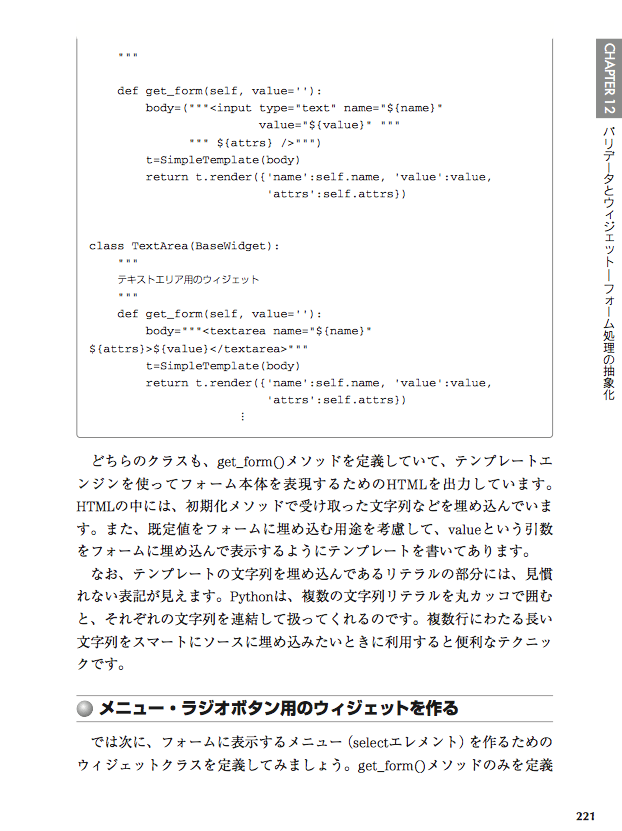 """
def get_form(self, value=''):
body=("""<input type="text" name="${name}"
value="${value}" """
""" ${attrs} />""")
t=SimpleTemplate(body)
return t.render({'name':self.name, 'value':value,
'attrs':self.attrs})
class TextArea(BaseWidget):
"""
テキストエリア用のウィジェット
"""
def get_form(self, value=''):
body="""<textarea name="${name}"
${attrs}>${value}</textarea>"""
t=SimpleTemplate(body)
return t.render({'name':self.name, 'value':value,
'attrs':self.attrs})
⋮
どちらのクラスも、get_form()メソッドを定義していて、テンプレートエ
ンジンを使ってフォーム本体を表現するためのHTMLを出力しています。
HTMLの中には、初期化メソッドで受け取った文字列などを埋め込んでいま
す。また、既定値をフォームに埋め込む用途を考慮して、valueという引数
をフォームに埋め込んで表示するようにテンプレートを書いてあります。
なお、テンプレートの文字列を埋め込んであるリテラルの部分には、見慣
れない表記が見えます。Pythonは、複数の文字列リテラルを丸カッコで囲む
と、それぞれの文字列を連結して扱ってくれるのです。複数行にわたる長い
文字列をスマートにソースに埋め込みたいときに利用すると便利なテクニッ
クです。
メニュー・ラジオボタン用のウィジェットを作る
では次に、フォームに表示するメニュー（selectエレメント）を作るための
ウィジェットクラスを定義してみましょう。get_form()メソッドのみを定義
CHAPTER 12
バリデータとウィジェット―フォーム処理の抽象化
221